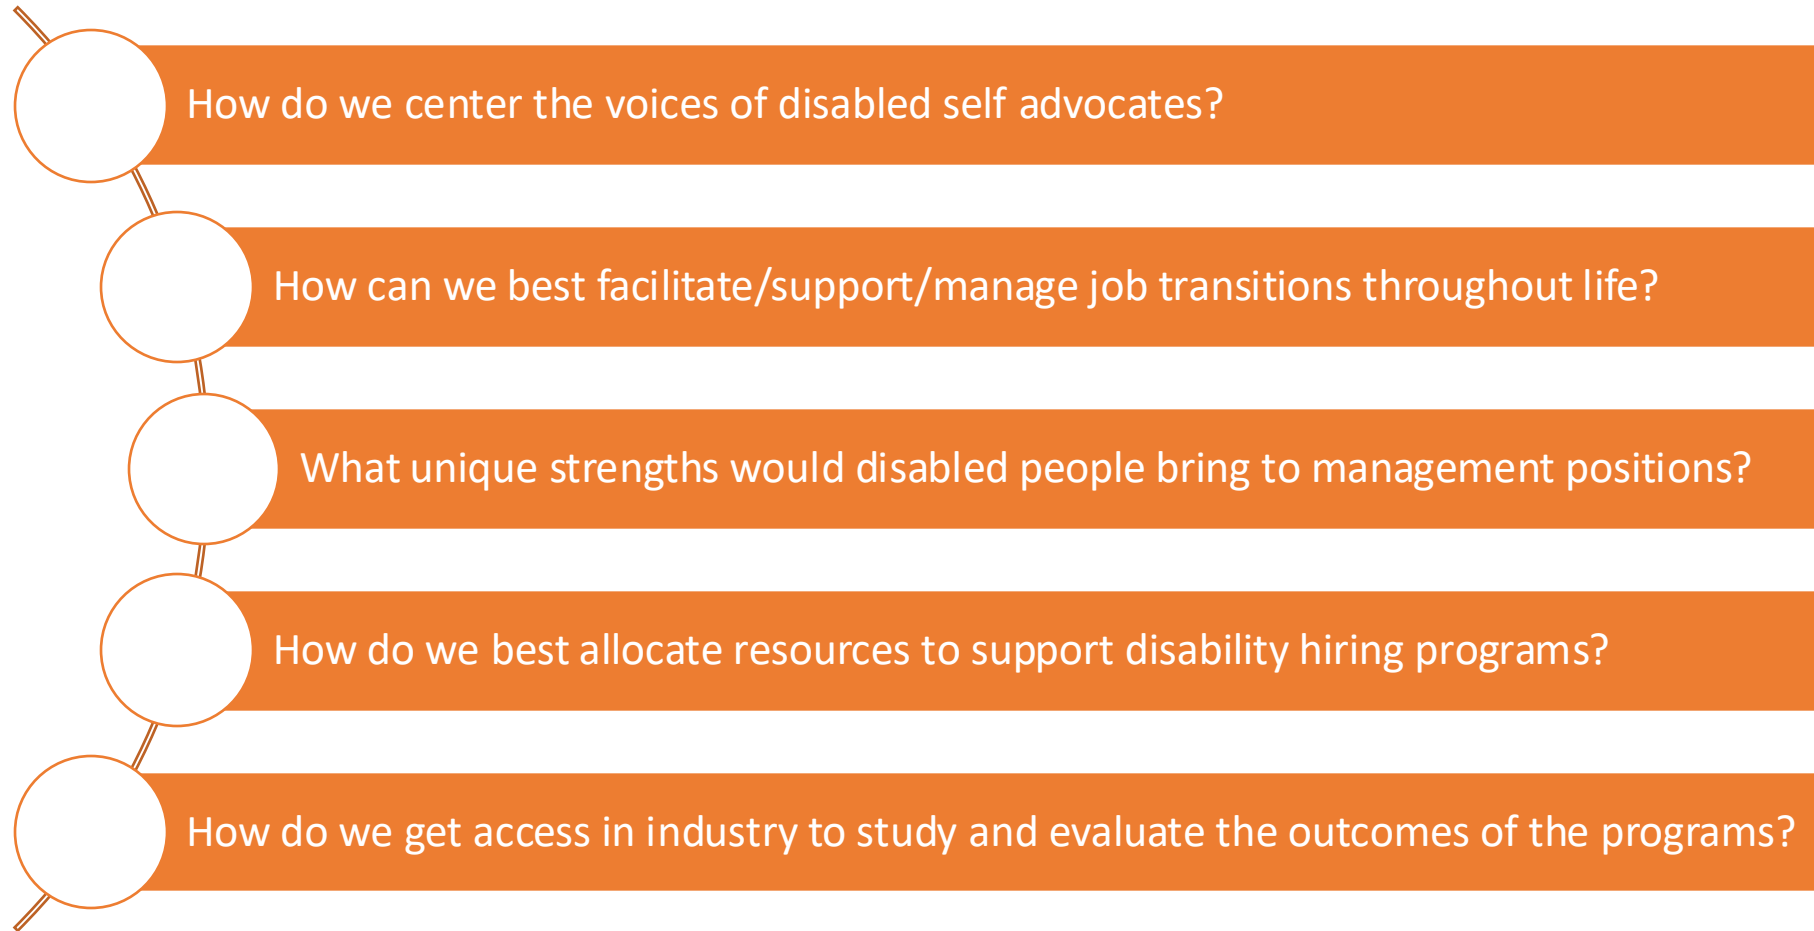 How do we center the voices of disabled self advocates?
How can we best facilitate/support/manage job transitions throughout life?
What unique strengths would disabled people bring to management positions?
How do we best allocate resources to support disability hiring programs?
How do we get access in industry to study and evaluate the outcomes of the programs?